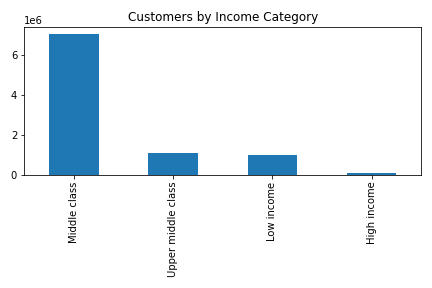 Customers by Income Category
1e6
6
4
2
0
Middle class
Upper middle class
Low income
High income